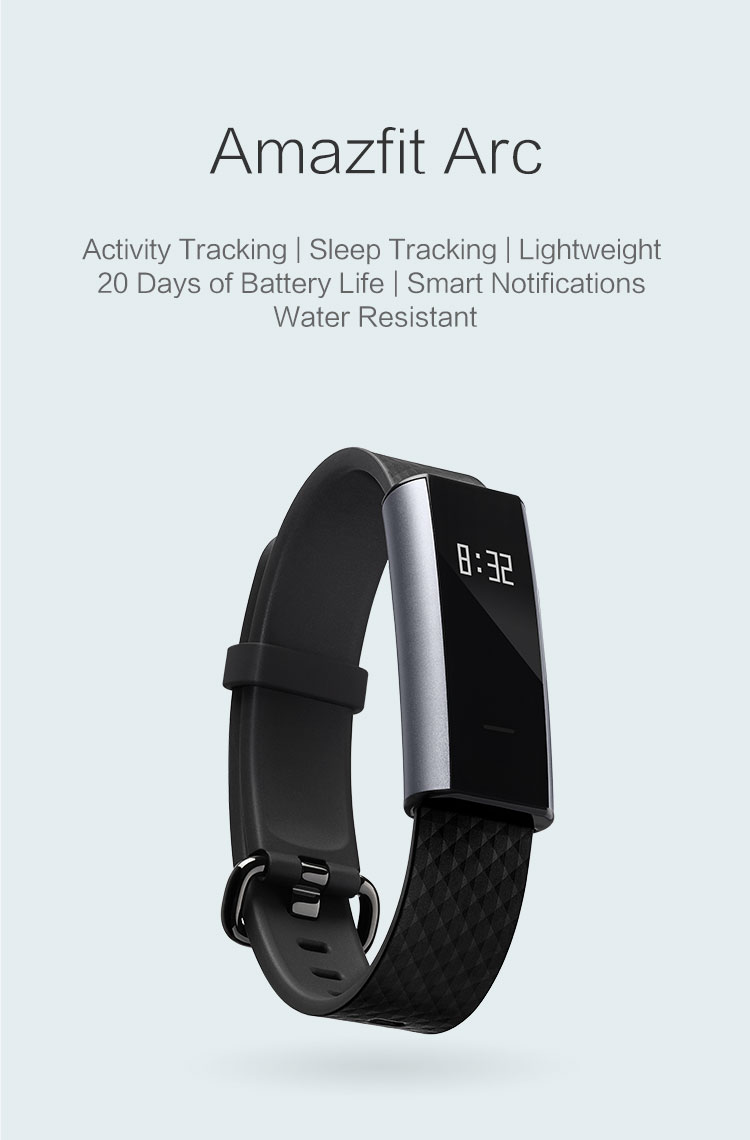 Amazfit Arc
Activity Tracking | Sleep Tracking | Lightweight
20 Days of Battery Life | Smart Notifications
Water Resistant
8:32